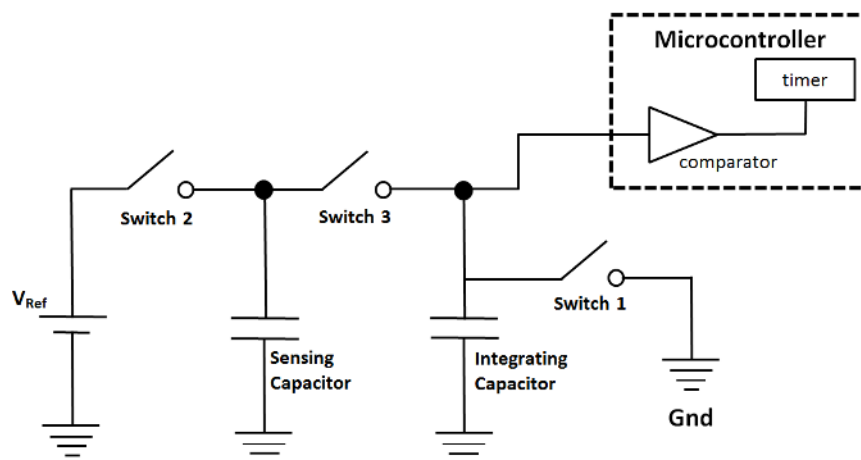 Microcontroller
timer
comparator
Switch 2
Switch 3
Switch 1
VRef
Sensing
Capacitor
Integrating
Capacitor
Gnd